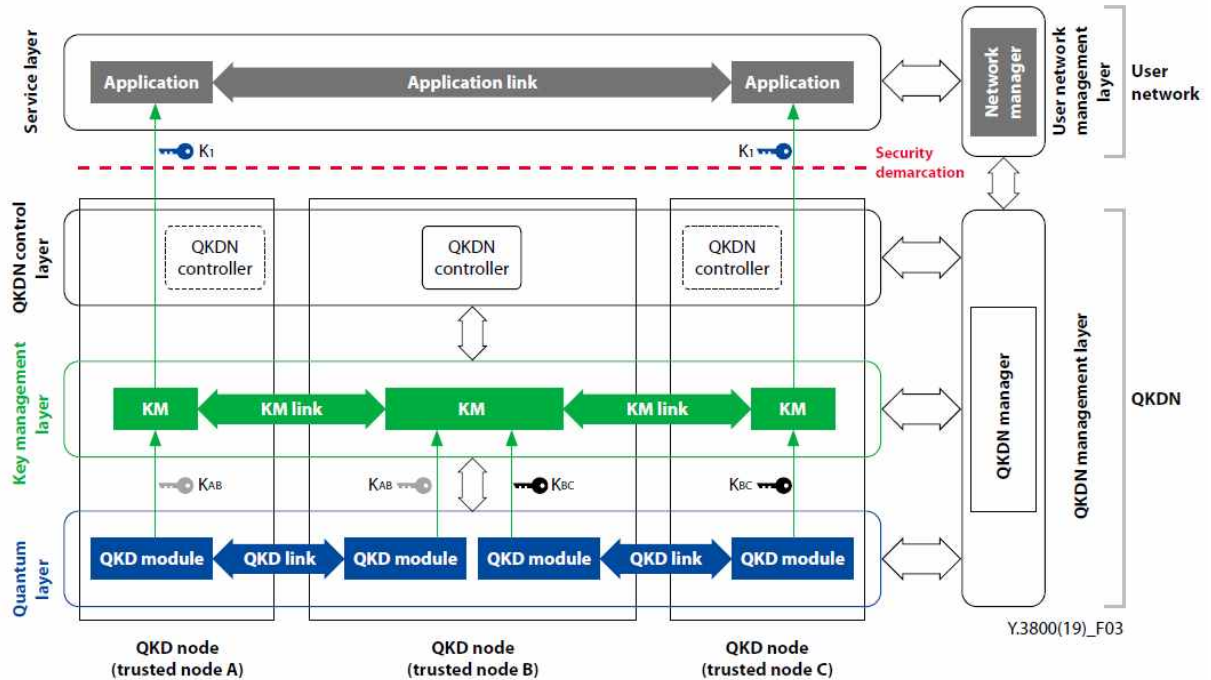 Service layer
Application
Application link
Application
Network
manager
User network
management
layer
User
network
K1
K1
Security
demarcation
QKDN control
layer
QKDN
controller
QKDN
controller
QKDN
controller
Key management
layer
KM
KM link
KM
KM link
KM
QKDN manager
QKDN management layer
QKDN
KAB
KAB
KBC
KBC
Quantum
layer
QKD module
QKD link
QKD module
QKD module
QKD link
QKD module
Y.3800(19)_F03
QKD node
(trusted node A)
QKD node
(trusted node B)
QKD node
(trusted node C)